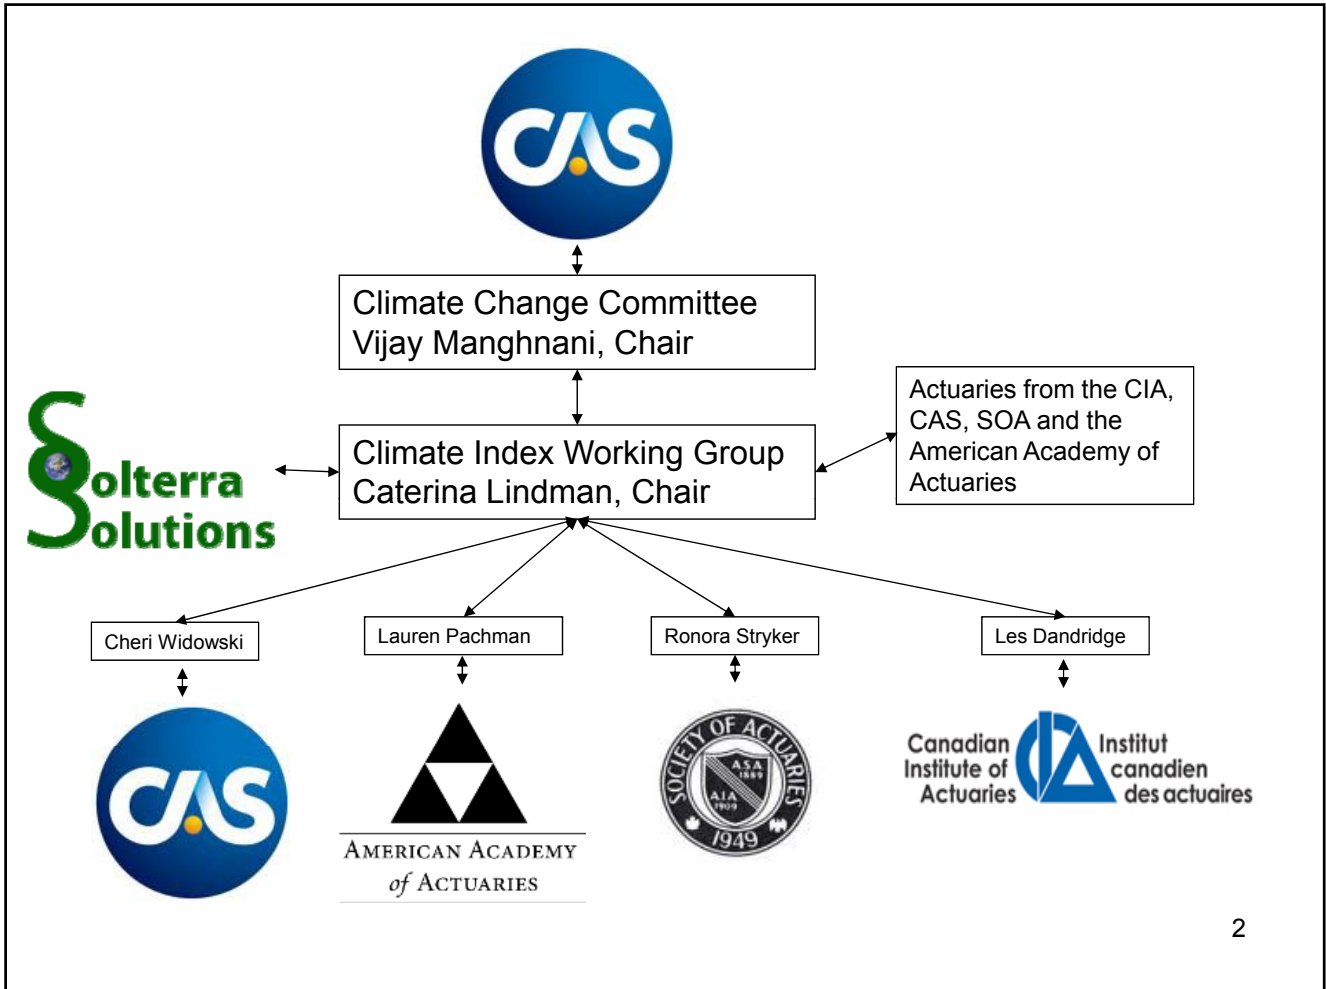 CAS
Climate Change Committee
Vijay Manghnani, Chair
Actuaries from the CIA,
CAS, SOA and the
American Academy of
Actuaries
Climate Index Working Group
Caterina Lindman, Chair
Solterra
Solutions
Cheri Widowski
Lauren Pachman
Ronora Stryker
Les Dandridge
CAS
AMERICAN ACADEMY
of ACTUARIES
SOCIETY OF ACTUARIES
ASA
1889
AIA
1909
1949
Canadian
Institute of
Actuaries
CIA
Institut
canadien
des actuaires
2